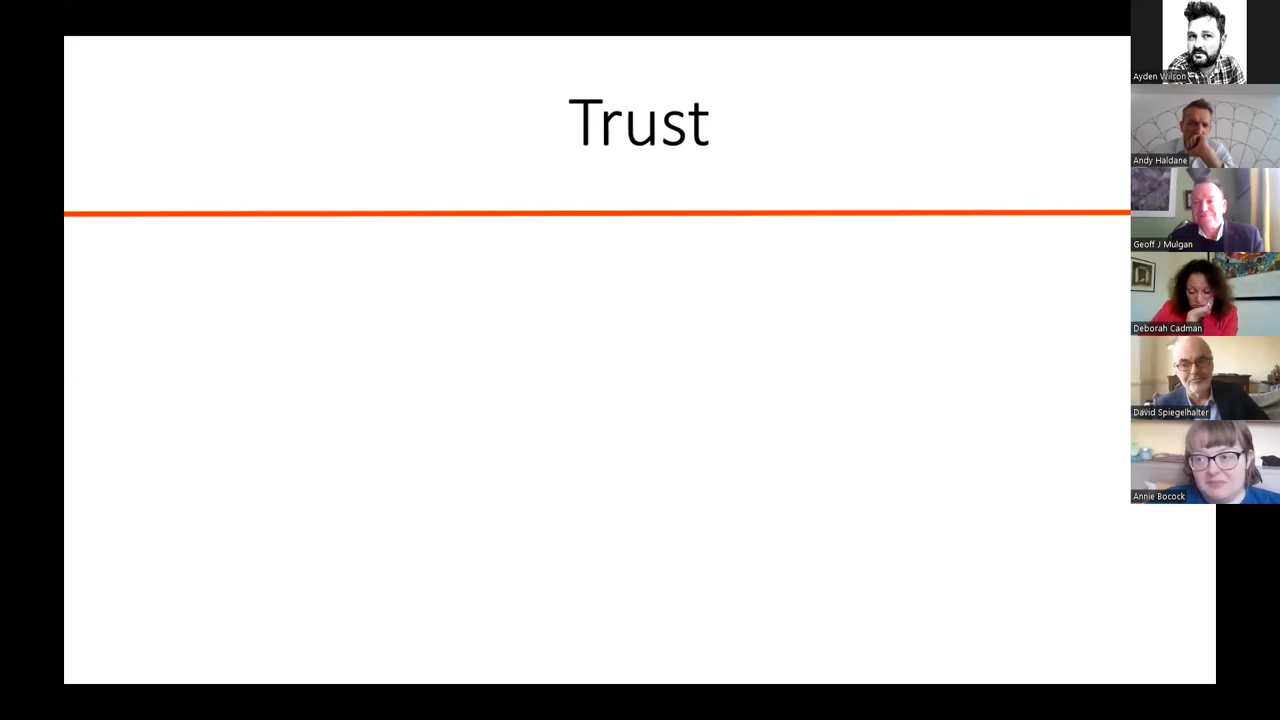 Trust
Ayden Wilson
Andy Haldane
Geoff J Mulgan
Deborah Cadman
David Spiegelhalter
Annie Bocock